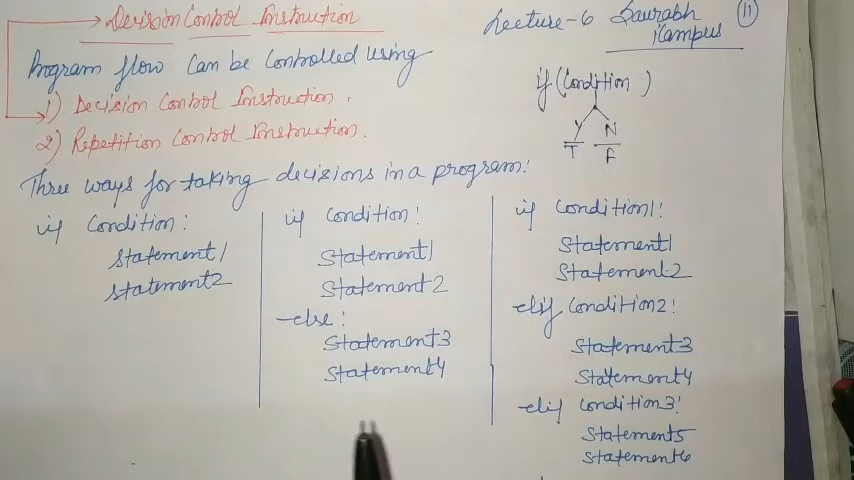 Decision Control Instruction
Lecture-6 Saurabh Kampus
11
Program flow can be controlled using
1) Decision Control Instruction.
2) Repetition Control Instruction.
if (Condition )
Y N
T F
Three ways for taking decisions in a program:
if Condition:
statement1
statement2
if condition:
Statement1
Statement2
else:
Statement3
Statement4
if Condition1:
Statement1
Statement2
elif Condition2:
Statement3
Statement4
elif condition3:
Statement5
Statement6